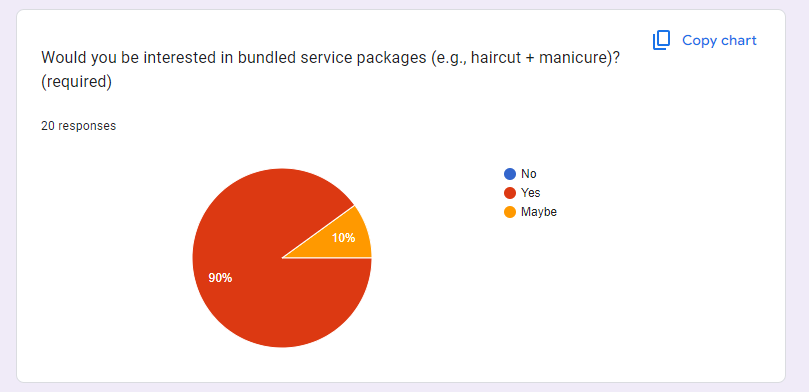 Copy chart
Would you be interested in bundled service packages (e.g., haircut + manicure)?
(required)
20 responses
No
Yes
Maybe
10%
90%